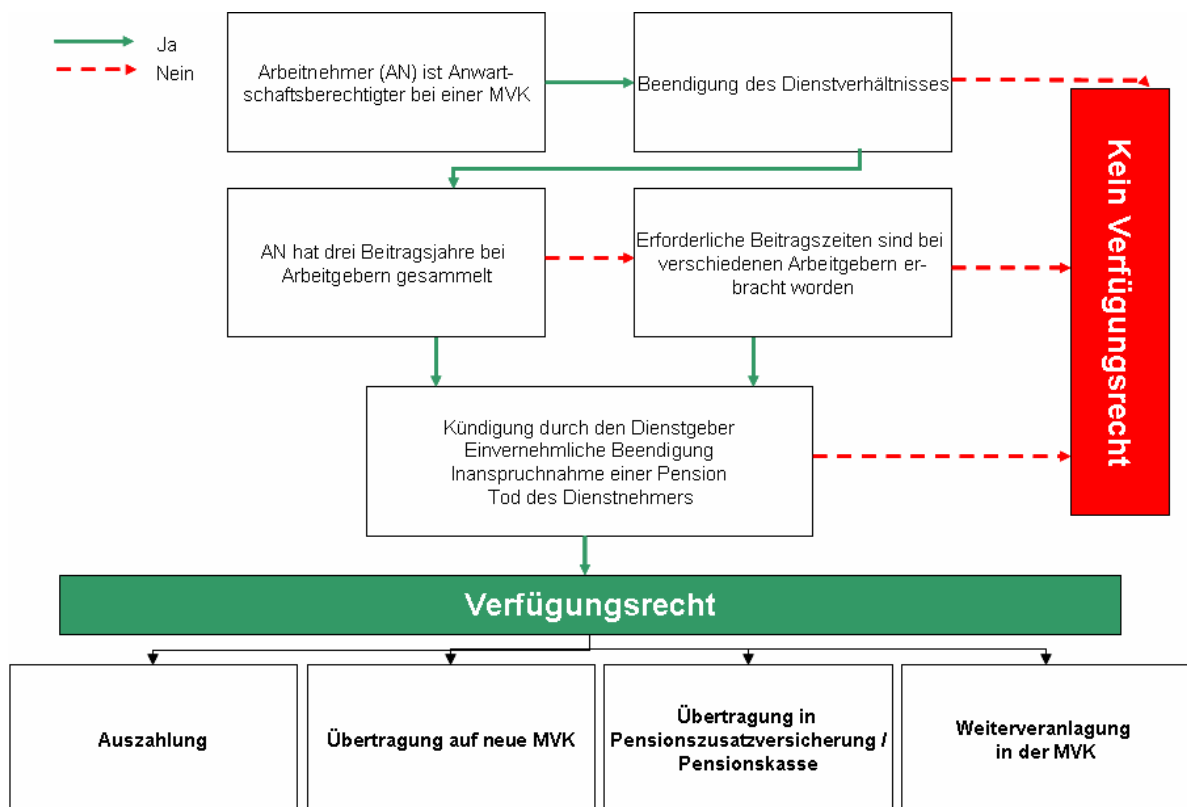 Ja
Nein
Arbeitnehmer (AN) ist Anwart-
schaftsberechtigter bei einer MVK
Beendigung des Dienstverhältnisses
Kein Verfügungsrecht
AN hat drei Beitragsjahre bei
Arbeitgebern gesammelt
Erforderliche Beitragszeiten sind bei
verschiedenen Arbeitgebern er-
bracht worden
Kündigung durch den Dienstgeber
Einvernehmliche Beendigung
Inanspruchnahme einer Pension
Tod des Dienstnehmers
Verfügungsrecht
Auszahlung
Übertragung auf neue MVK
Übertragung in
Pensionszusatzversicherung /
Pensionskasse
Weiterveranlagung
in der MVK